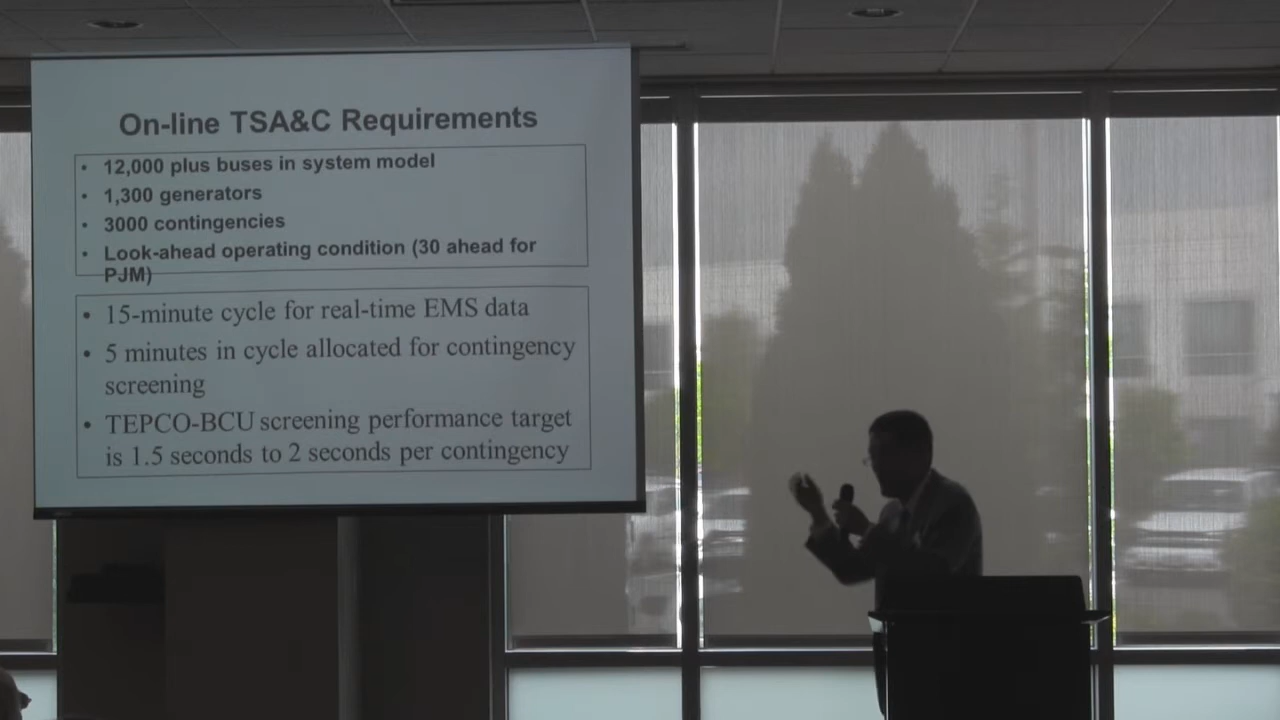 On-line TSA&C Requirements
• 12,000 plus buses in system model
• 1,300 generators
• 3000 contingencies
• Look-ahead operating condition (30 ahead for
PJM)
• 15-minute cycle for real-time EMS data
• 5 minutes in cycle allocated for contingency
screening
• TEPCO-BCU screening performance target
is 1.5 seconds to 2 seconds per contingency